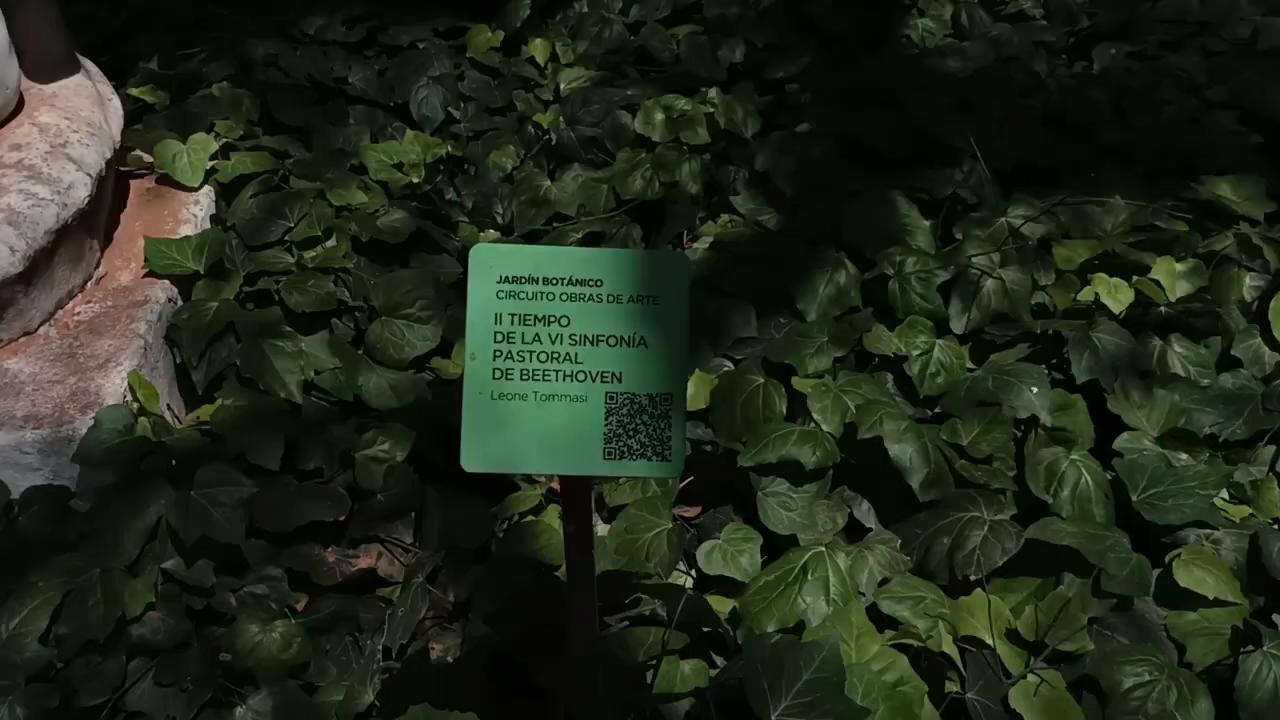 JARDÍN BOTÁNICO
CIRCUITO OBRAS DE ARTE
II TIEMPO
DE LA VI SINFONÍA
PASTORAL
DE BEETHOVEN
Leone Tommasi